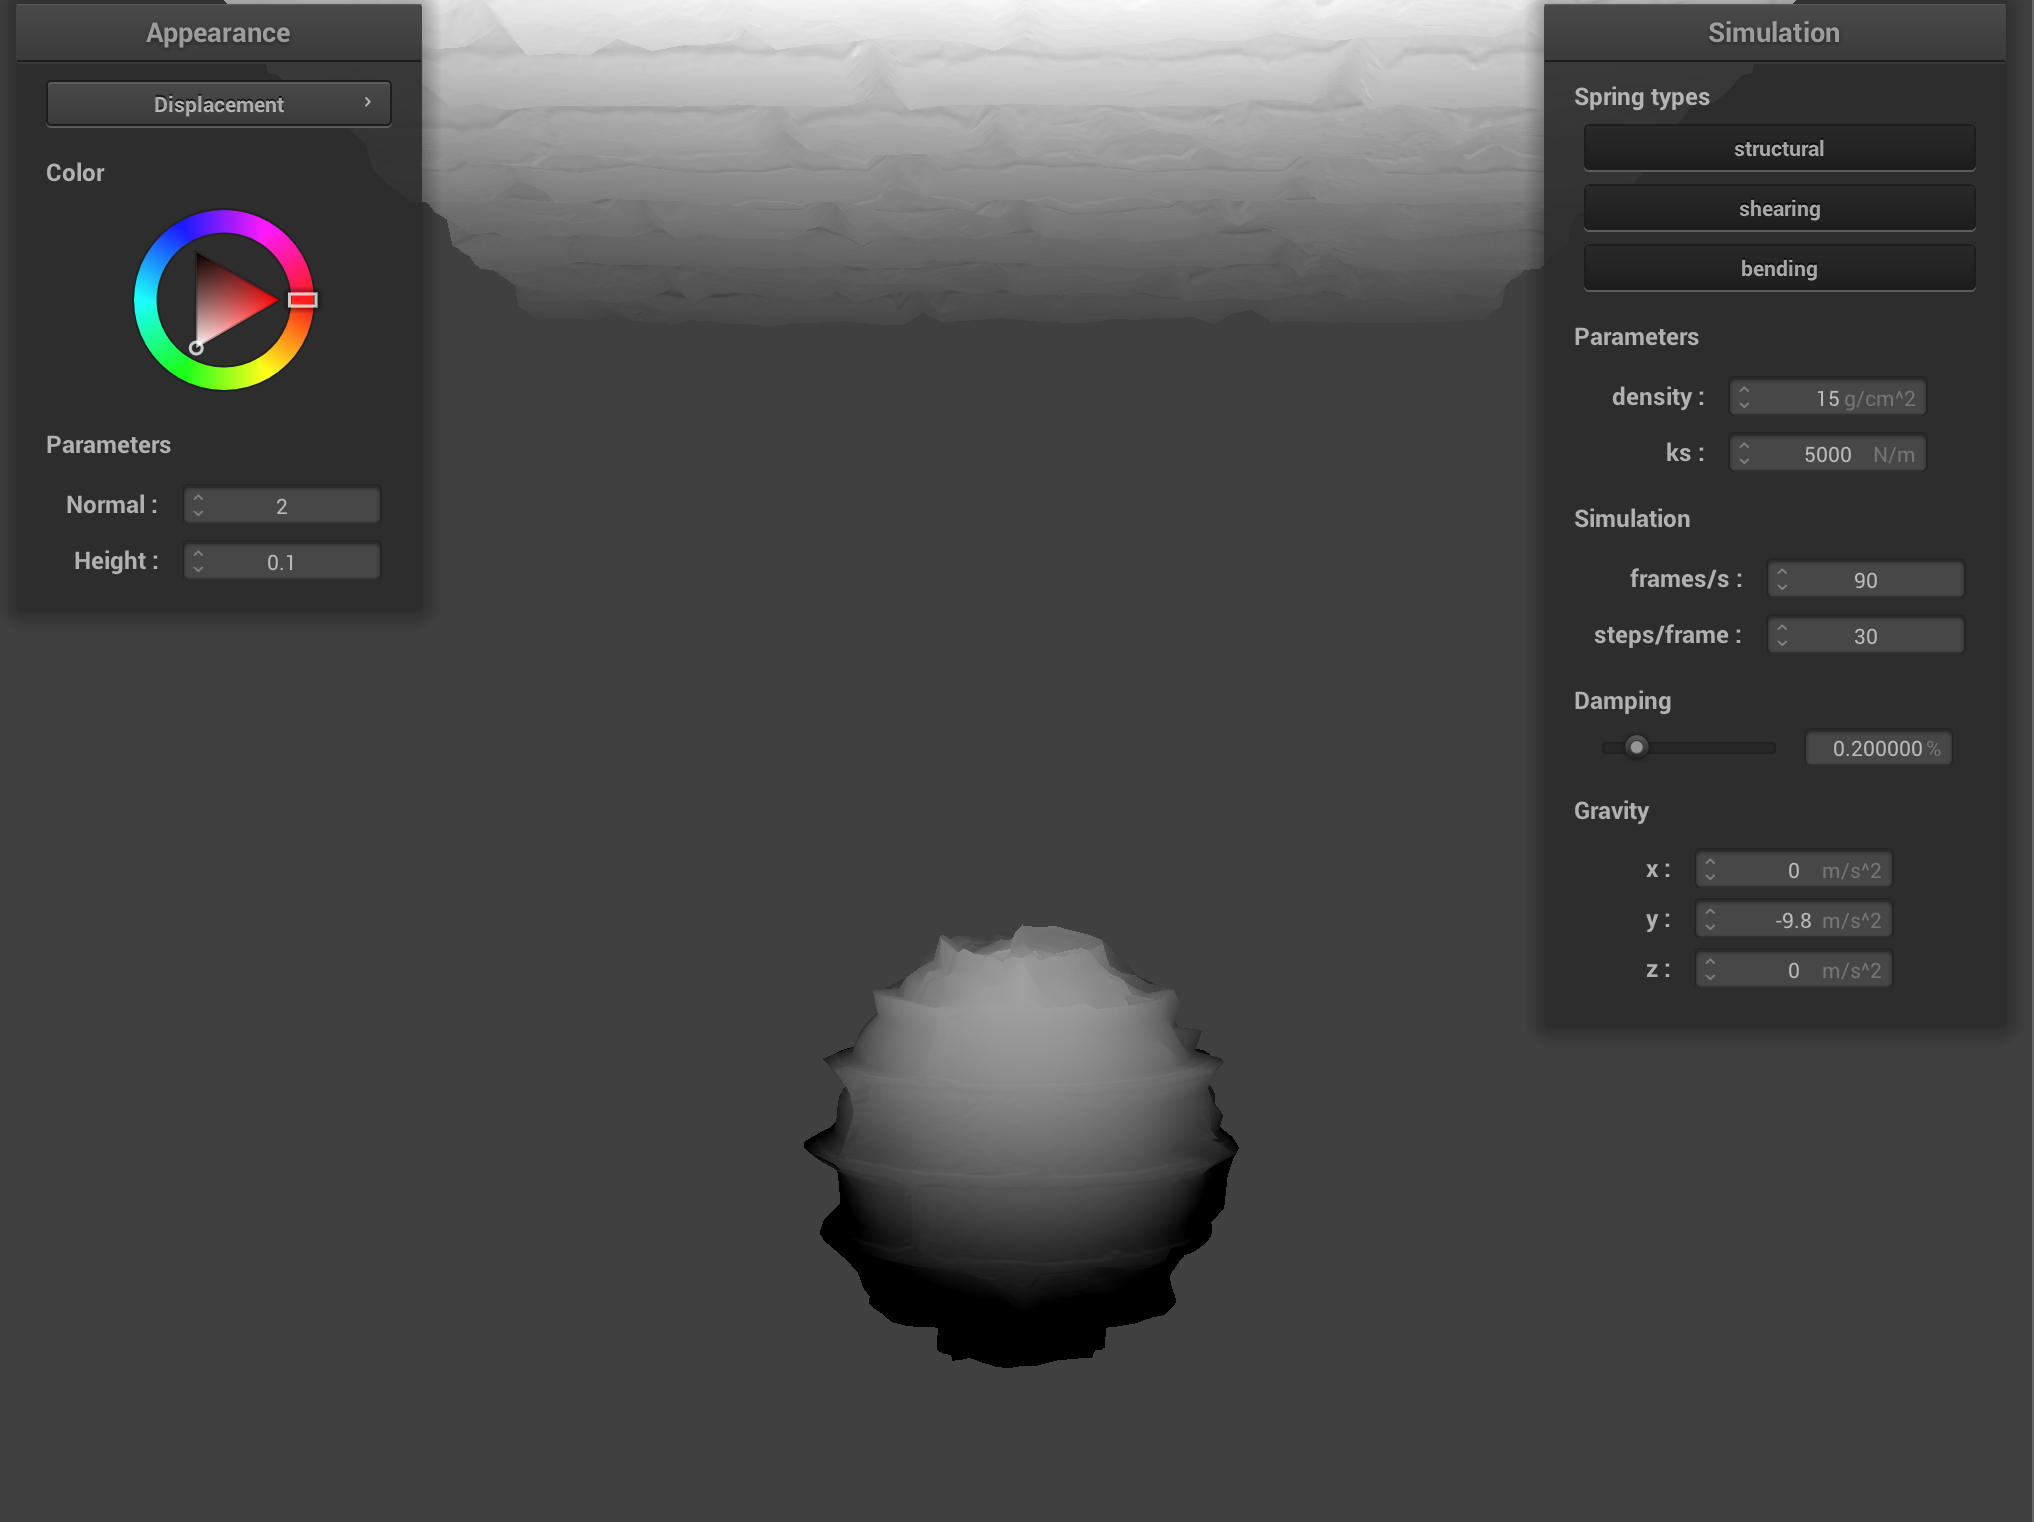 Appearance
Displacement
Color
Parameters
Normal : 2
Height : 0.1
Simulation
Spring types
structural
shearing
bending
Parameters
density : 15 g/cm^2
ks : 5000 N/m
Simulation
frames/s : 90
steps/frame : 30
Damping
0.200000 %
Gravity
x : 0 m/s^2
y : -9.8 m/s^2
z : 0 m/s^2